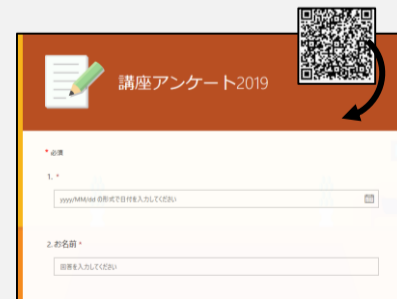 講座アンケート2019
* 必須
1. *
yyyy/MM/dd の形式で日付を入力してください
2.お名前 *
回答を入力してください